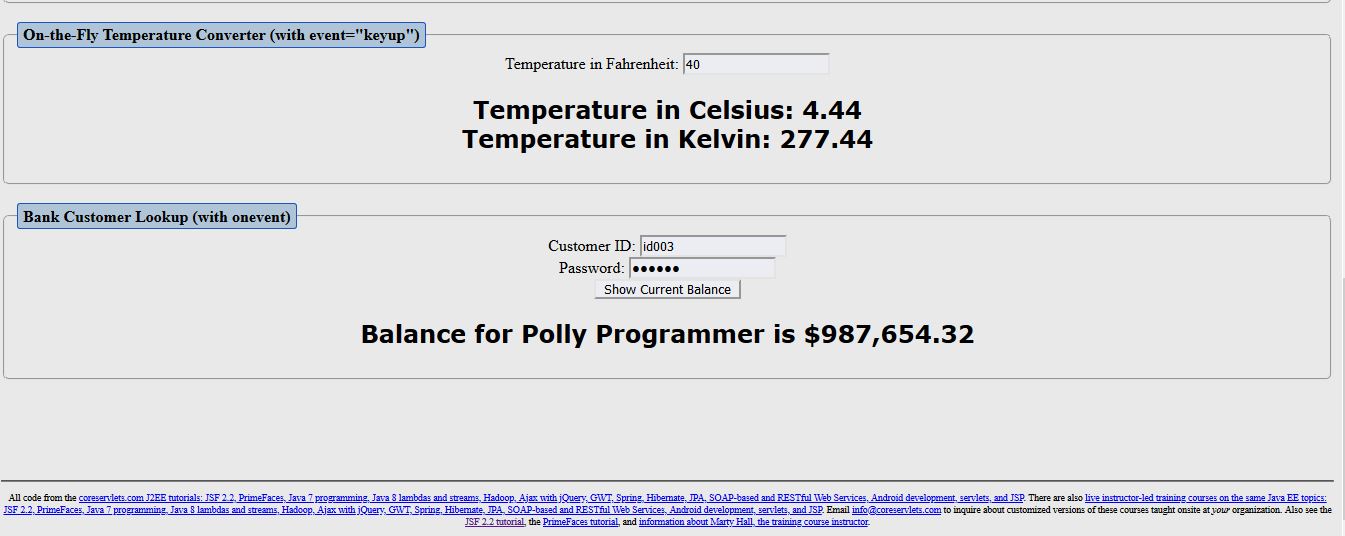 On-the-Fly Temperature Converter (with event="keyup")
Temperature in Fahrenheit: 40
Temperature in Celsius: 4.44
Temperature in Kelvin: 277.44
Bank Customer Lookup (with onevent)
Customer ID: id003
Password: ●●●●●●
Show Current Balance
Balance for Polly Programmer is $987,654.32
All code from the coreservlets.com J2EE tutorials: JSF 2.2, PrimeFaces, Java 7 programming, Java 8 lambdas and streams, Hadoop, Ajax with jQuery, GWT, Spring, Hibernate, JPA, SOAP-based and RESTful Web Services, Android development, servlets, and JSP. There are also live instructor-led training courses on the same Java EE topics:
JSF 2.2, PrimeFaces, Java 7 programming, Java 8 lambdas and streams, Hadoop, Ajax with jQuery, GWT, Spring, Hibernate, JPA, SOAP-based and RESTful Web Services, Android development, servlets, and JSP. Email info@coreservlets.com to inquire about customized versions of these courses taught onsite at your organization. Also see the
JSF 2.2 tutorial, the PrimeFaces tutorial, and information about Marty Hall, the training course instructor.